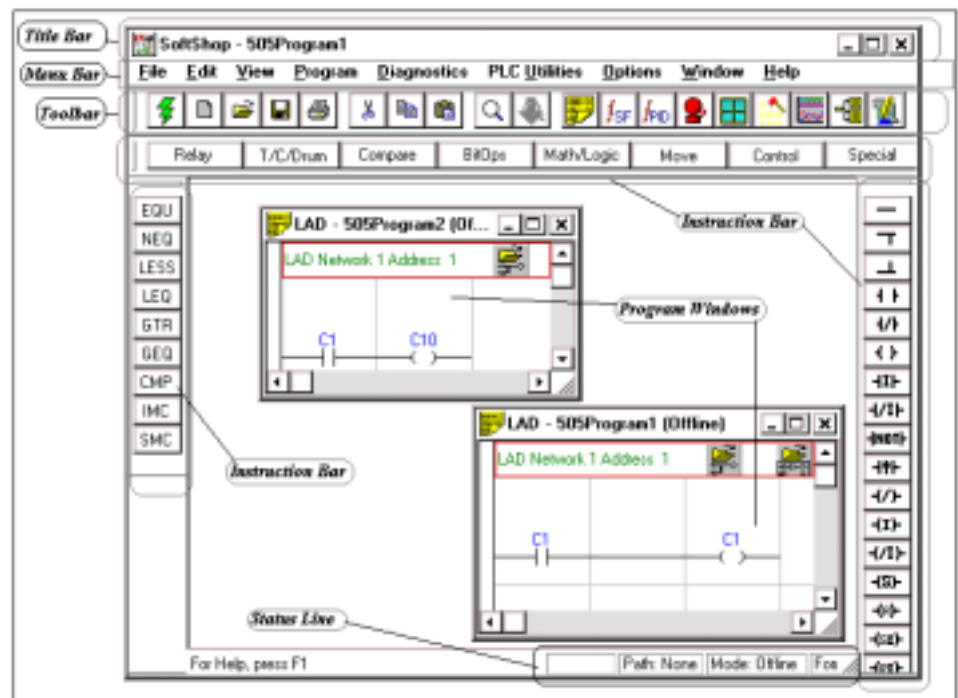 Title Bar
SoftShop - 505Program1
Menu Bar
File Edit View Program Diagnostics PLC Utilities Options Window Help
Toolbar
SF PID
Relay T/C/Drum Compare BitOps Math/Logic Move Control Special
Instruction Bar
EQU
NEQ
LESS
LEQ
GTR
GEQ
CMP
IMC
SMC
LAD - 505Program2 (Of...
LAD Network 1 Address 1
C1 C10
Program Windows
Instruction Bar
LAD - 505Program1 (Offline)
LAD Network 1 Address 1
C1 C1
Status Line
For Help, press F1
Path: None Mode: Offline For